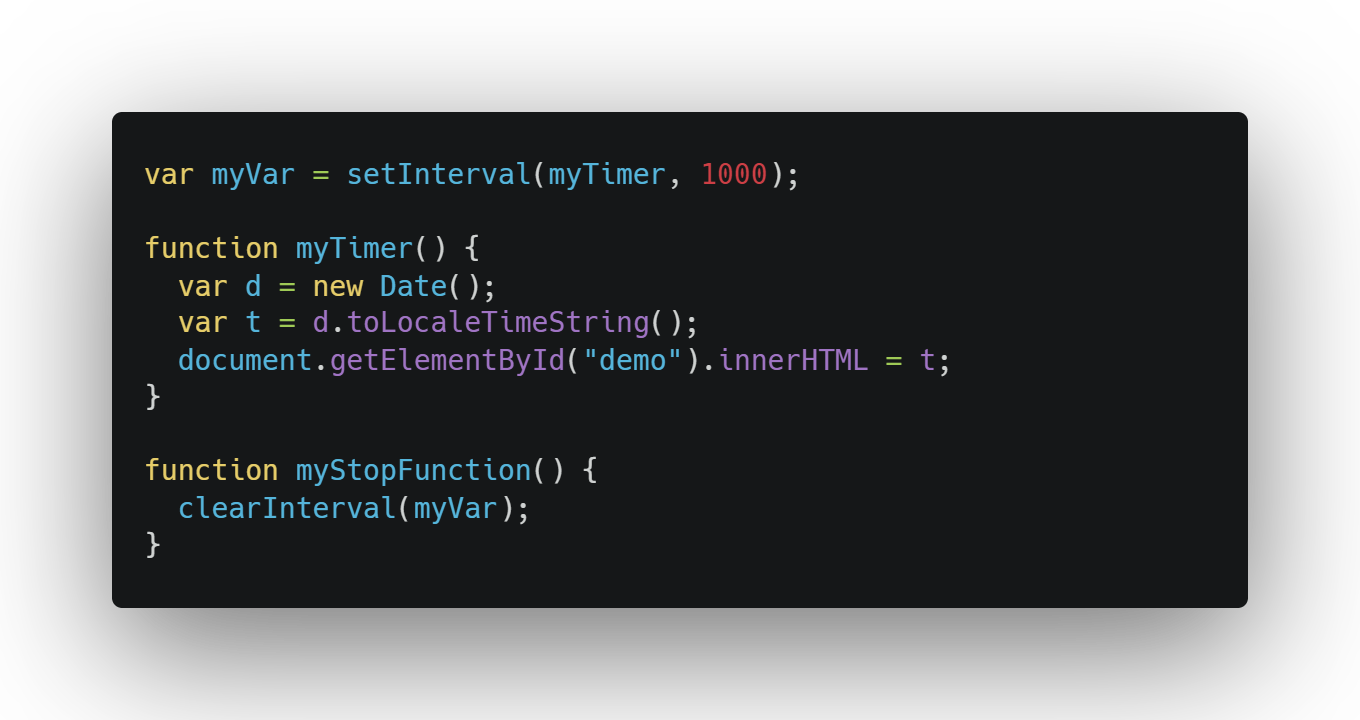 var myVar = setInterval(myTimer, 1000);
function myTimer() {
  var d = new Date();
  var t = d.toLocaleTimeString();
  document.getElementById("demo").innerHTML = t;
}
function myStopFunction() {
  clearInterval(myVar);
}